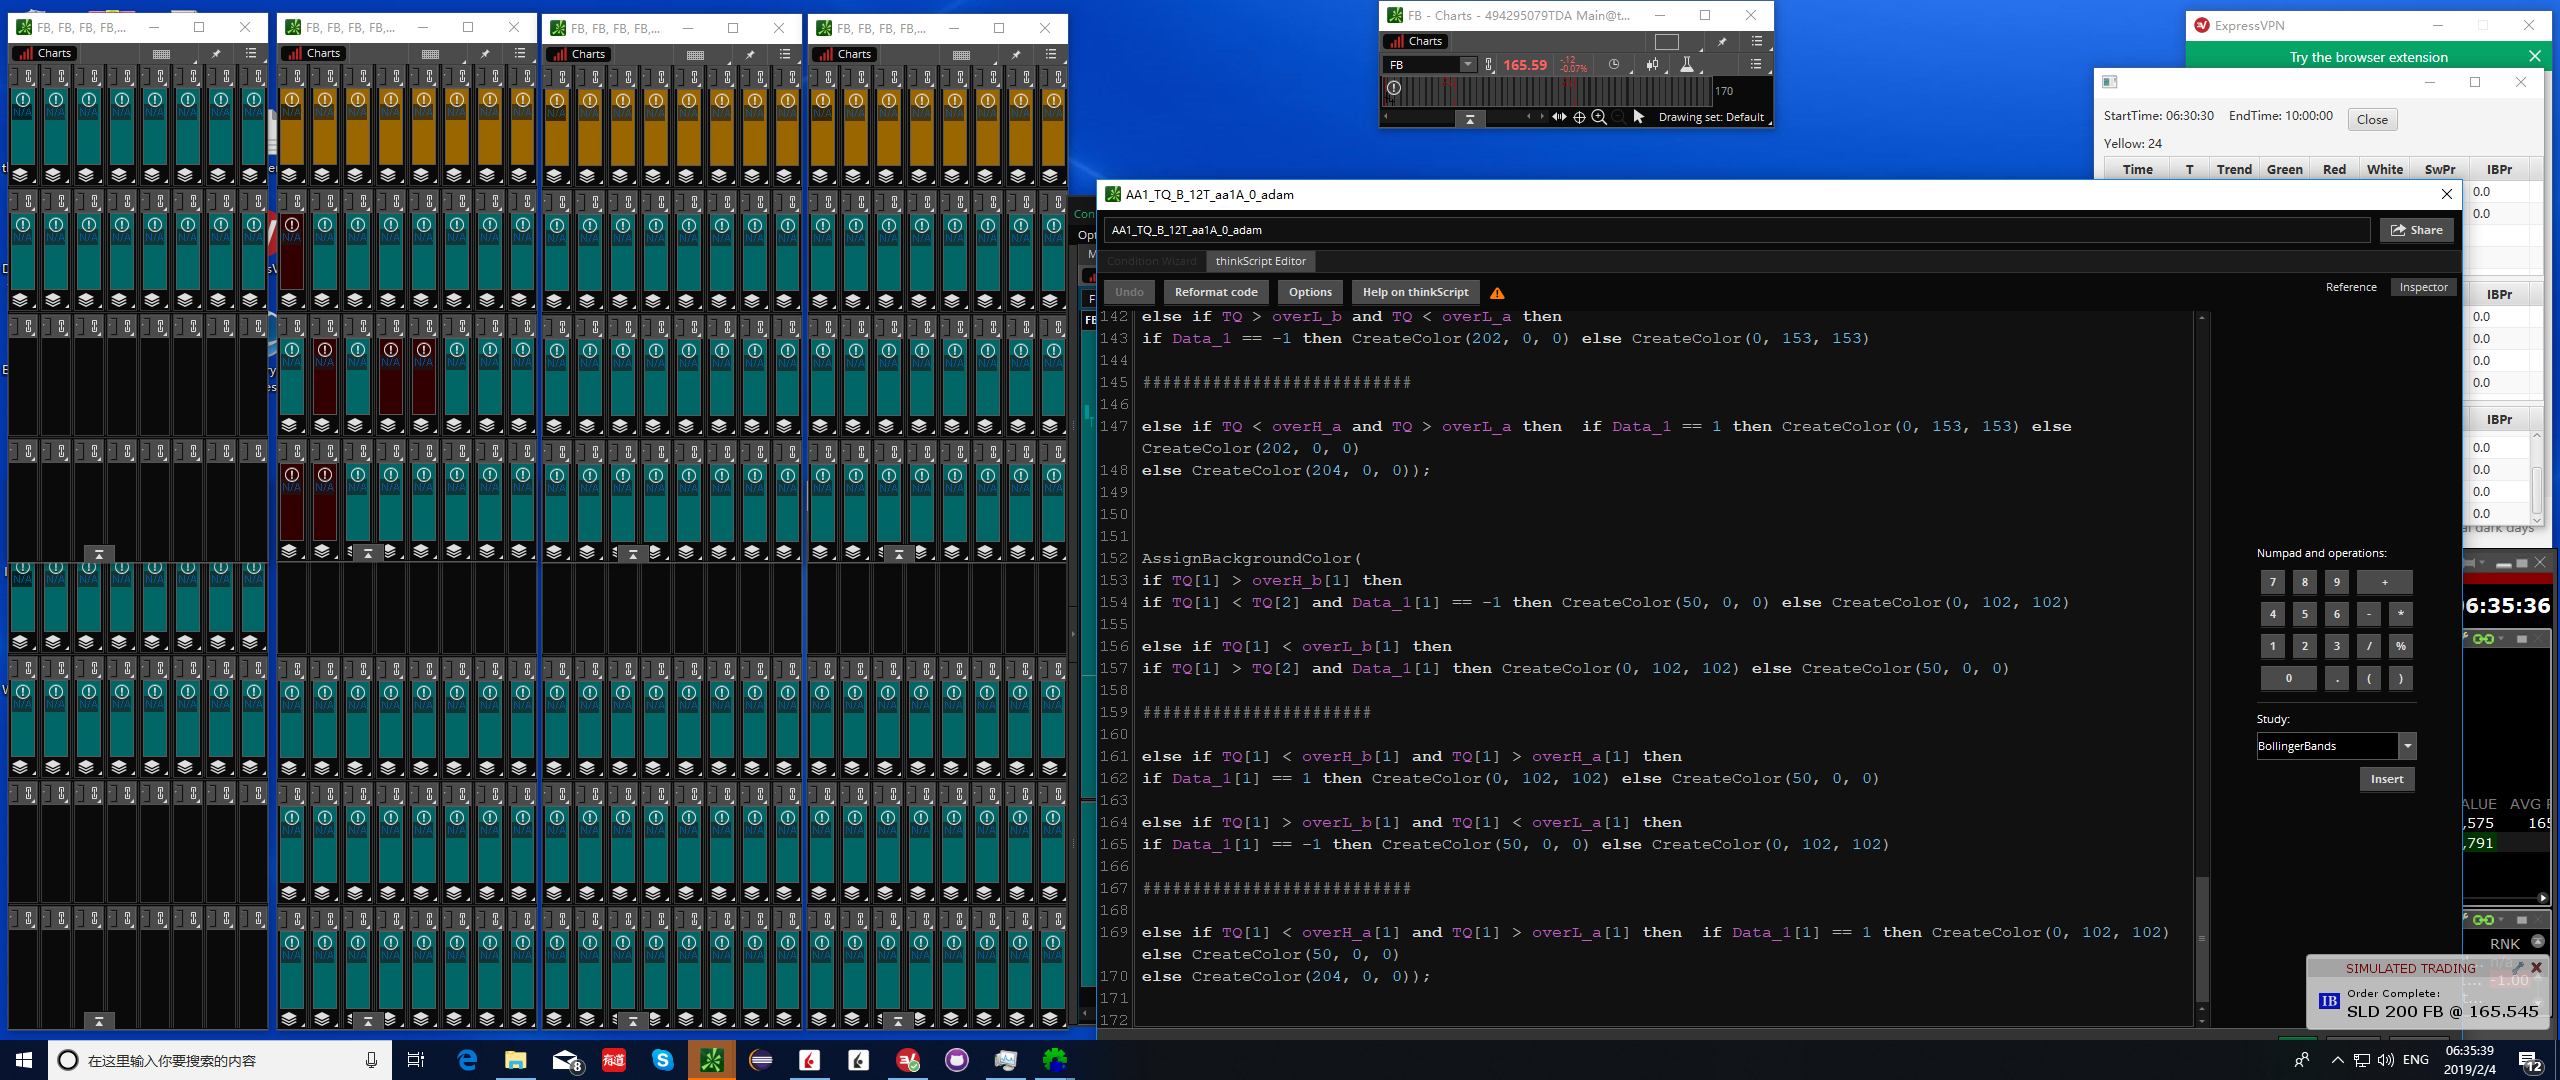 FB, FB, FB, FB,...
FB, FB, FB, FB,...
FB, FB, FB, FB,...
FB, FB, FB, FB,...
Charts
Charts
Charts
Charts
FB - Charts - 494295079TDA Main@t...
Charts
FB
165.59
-.12
-0.07%
170
Drawing set: Default
ExpressVPN
Try the browser extension
StartTime: 06:30:30 EndTime: 10:00:00
Close
Yellow: 24
Time T Trend Green Red White SwPr IBPr
0.0
0.0
IBPr
0.0
0.0
0.0
0.0
IBPr
0.0
0.0
0.0
0.0
AA1_TQ_B_12T_aa1A_0_adam
AA1_TQ_B_12T_aa1A_0_adam
Share
Condition Wizard
thinkScript Editor
Undo
Reformat code
Options
Help on thinkScript
Reference
Inspector
142 else if TQ > overL_b and TQ < overL_a then
143 if Data_1 == -1 then CreateColor(202, 0, 0) else CreateColor(0, 153, 153)
144
145 ###########################
146
147 else if TQ < overH_a and TQ > overL_a then  if Data_1 == 1 then CreateColor(0, 153, 153) else
CreateColor(202, 0, 0)
148 else CreateColor(204, 0, 0));
149
150
151
152 AssignBackgroundColor(
153 if TQ[1] > overH_b[1] then
154 if TQ[1] < TQ[2] and Data_1[1] == -1 then CreateColor(50, 0, 0) else CreateColor(0, 102, 102)
155
156 else if TQ[1] < overL_b[1] then
157 if TQ[1] > TQ[2] and Data_1[1] then CreateColor(0, 102, 102) else CreateColor(50, 0, 0)
158
159 #######################
160
161 else if TQ[1] < overH_b[1] and TQ[1] > overH_a[1] then
162 if Data_1[1] == 1 then CreateColor(0, 102, 102) else CreateColor(50, 0, 0)
163
164 else if TQ[1] > overL_b[1] and TQ[1] < overL_a[1] then
165 if Data_1[1] == -1 then CreateColor(50, 0, 0) else CreateColor(0, 102, 102)
166
167 ###########################
168
169 else if TQ[1] < overH_a[1] and TQ[1] > overL_a[1] then  if Data_1[1] == 1 then CreateColor(0, 102, 102)
else CreateColor(50, 0, 0)
170 else CreateColor(204, 0, 0));
171
172
Numpad and operations:
7 8 9 +
4 5 6 - *
1 2 3 / %
0 . ( )
Study:
BollingerBands
Insert
dark days
06:35:36
ALUE AVG
,575 165
,791
RNK
n/a
-1.00
SIMULATED TRADING
IB
Order Complete:
SLD 200 FB @ 165.545
在这里输入你要搜索的内容
8
有道
ENG
06:35:39
2019/2/4
12